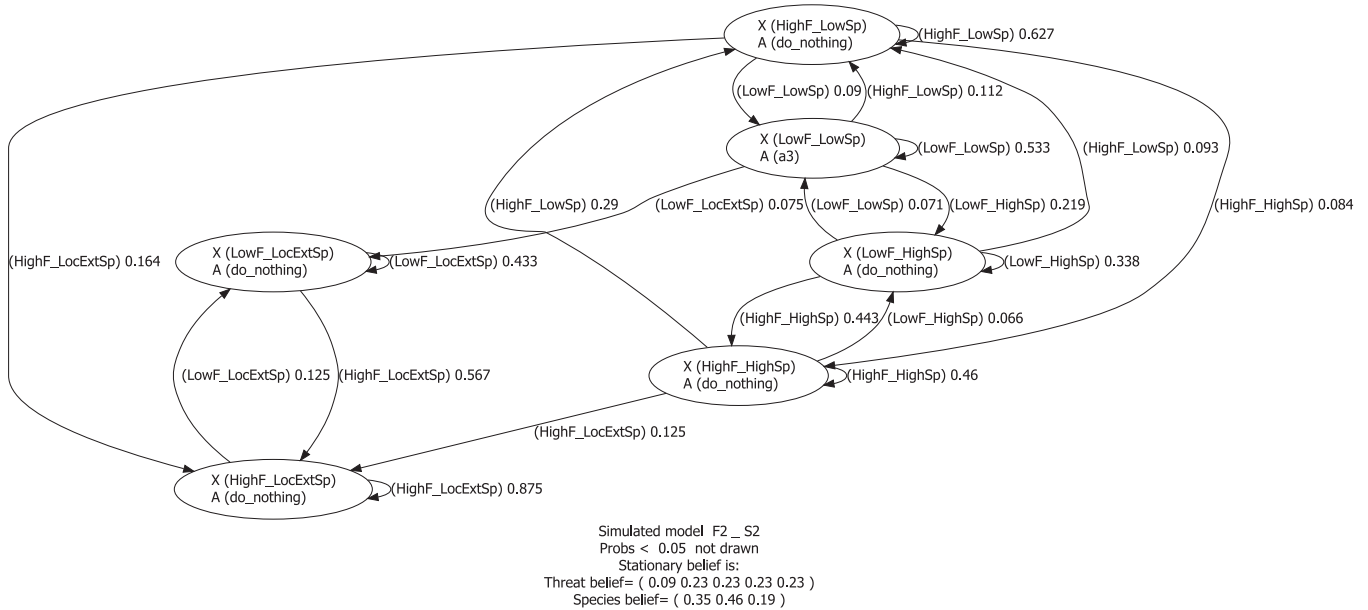 X (HighF_LowSp)
A (do_nothing)
(HighF_LowSp) 0.627
(LowF_LowSp) 0.09
(HighF_LowSp) 0.112
X (LowF_LowSp)
A (a3)
(LowF_LowSp) 0.533
(HighF_LowSp) 0.093
(HighF_LowSp) 0.29
(LowF_LocExtSp) 0.075
(LowF_LowSp) 0.071
(LowF_HighSp) 0.219
(HighF_HighSp) 0.084
(HighF_LocExtSp) 0.164
X (LowF_LocExtSp)
A (do_nothing)
(LowF_LocExtSp) 0.433
X (LowF_HighSp)
A (do_nothing)
(LowF_HighSp) 0.338
(HighF_HighSp) 0.443
(LowF_HighSp) 0.066
(LowF_LocExtSp) 0.125
(HighF_LocExtSp) 0.567
X (HighF_HighSp)
A (do_nothing)
(HighF_HighSp) 0.46
(HighF_LocExtSp) 0.125
X (HighF_LocExtSp)
A (do_nothing)
(HighF_LocExtSp) 0.875
Simulated model F2 _ S2
Probs < 0.05 not drawn
Stationary belief is:
Threat belief= ( 0.09 0.23 0.23 0.23 0.23 )
Species belief= ( 0.35 0.46 0.19 )